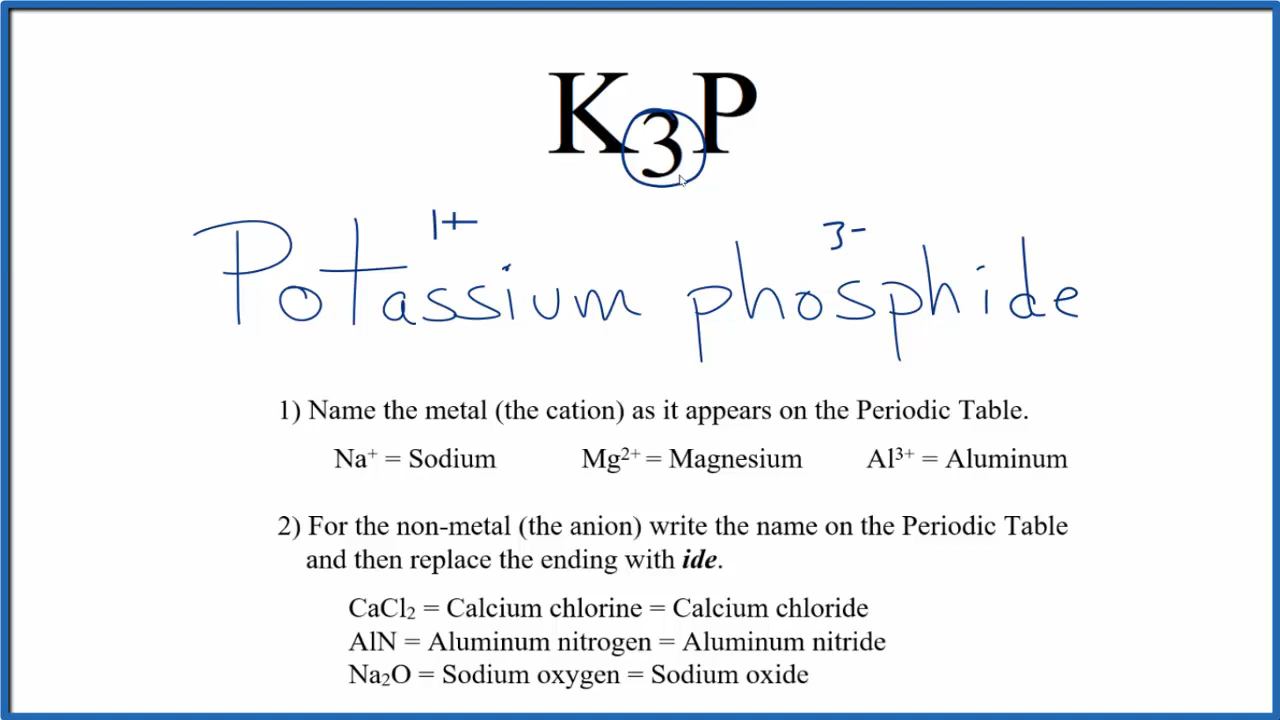 K₃P
1+ 3-
Potassium phosphide
1) Name the metal (the cation) as it appears on the Periodic Table.
Na⁺ = Sodium Mg²⁺ = Magnesium Al³⁺ = Aluminum
2) For the non-metal (the anion) write the name on the Periodic Table
and then replace the ending with ide.
CaCl₂ = Calcium chlorine = Calcium chloride
AlN = Aluminum nitrogen = Aluminum nitride
Na₂O = Sodium oxygen = Sodium oxide